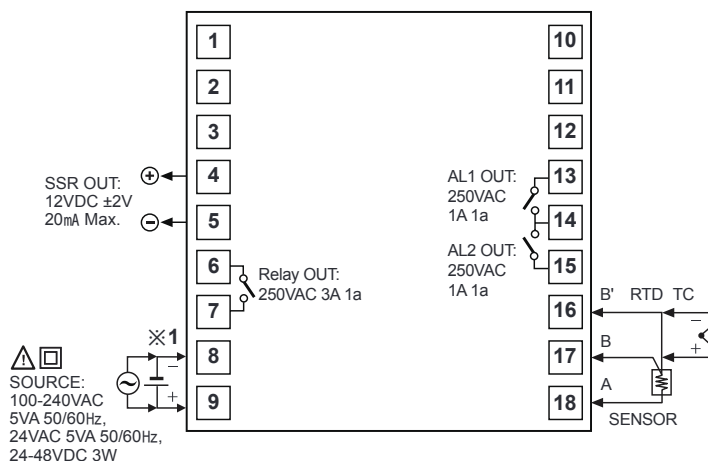 1
2
3
4
5
6
7
8
9
10
11
12
13
14
15
16
17
18
SSR OUT:
12VDC ±2V
20mA Max.
Relay OUT:
250VAC 3A 1a
※1
SOURCE:
100-240VAC
5VA 50/60Hz,
24VAC 5VA 50/60Hz,
24-48VDC 3W
AL1 OUT:
250VAC
1A 1a
AL2 OUT:
250VAC
1A 1a
B' RTD TC
B
A
SENSOR